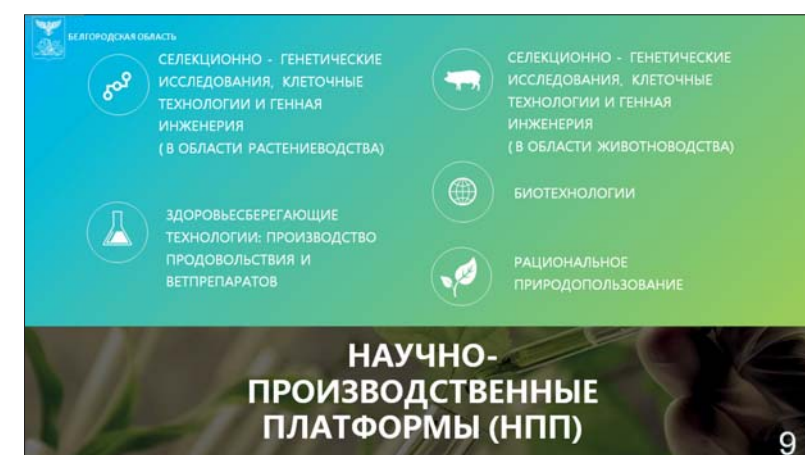 БЕЛГОРОДСКАЯ ОБЛАСТЬ
СЕЛЕКЦИОННО - ГЕНЕТИЧЕСКИЕ
ИССЛЕДОВАНИЯ, КЛЕТОЧНЫЕ
ТЕХНОЛОГИИ И ГЕННАЯ
ИНЖЕНЕРИЯ
( В ОБЛАСТИ РАСТЕНИЕВОДСТВА)
ЗДОРОВЬЕСБЕРЕГАЮЩИЕ
ТЕХНОЛОГИИ: ПРОИЗВОДСТВО
ПРОДОВОЛЬСТВИЯ И
ВЕТПРЕПАРАТОВ
СЕЛЕКЦИОННО - ГЕНЕТИЧЕСКИЕ
ИССЛЕДОВАНИЯ, КЛЕТОЧНЫЕ
ТЕХНОЛОГИИ И ГЕННАЯ
ИНЖЕНЕРИЯ
( В ОБЛАСТИ ЖИВОТНОВОДСТВА)
БИОТЕХНОЛОГИИ
РАЦИОНАЛЬНОЕ
ПРИРОДОПОЛЬЗОВАНИЕ
НАУЧНО-
ПРОИЗВОДСТВЕННЫЕ
ПЛАТФОРМЫ (НПП)
9